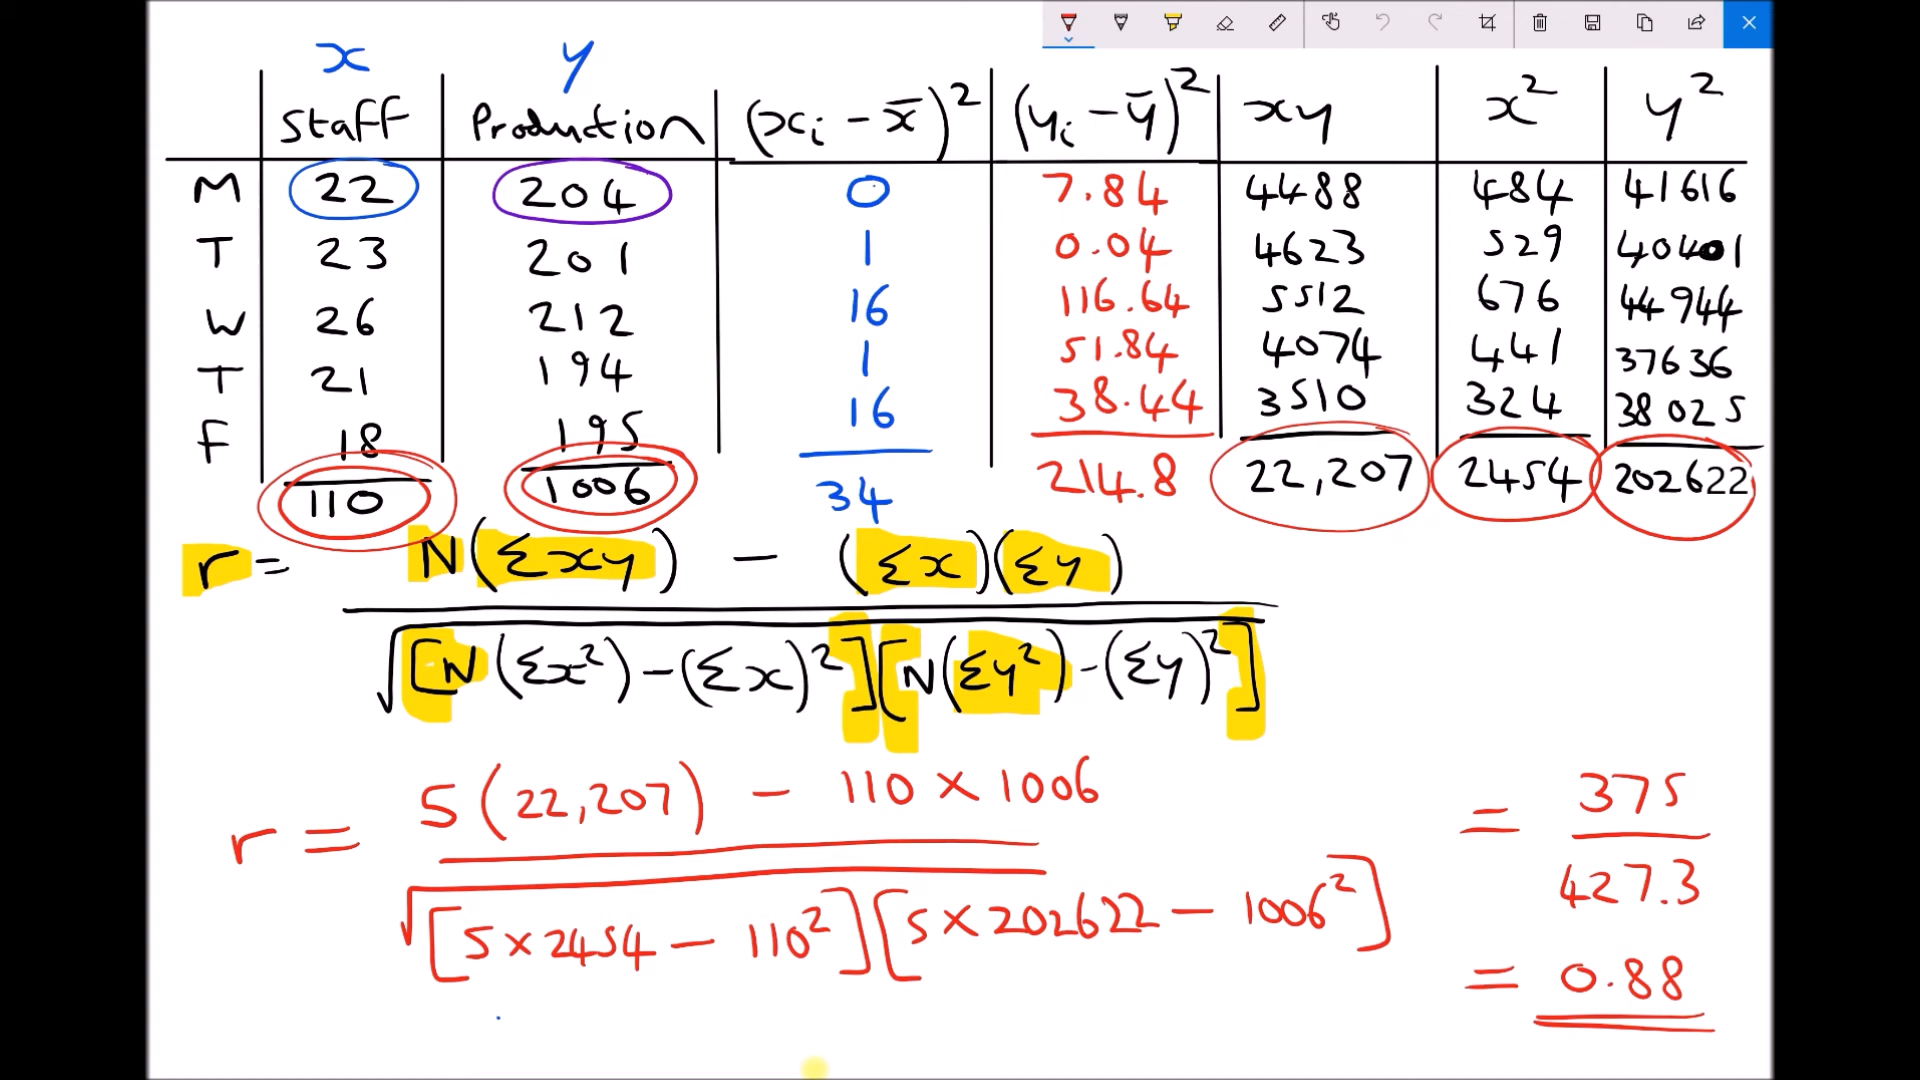 x y
Staff Production (xi - x̄)² (yi - ȳ)² xy x² y²
M 22 204 0 7.84 4488 484 41616
T 23 201 1 0.04 4623 529 40401
W 26 212 16 116.64 5512 676 44944
T 21 194 1 51.84 4074 441 37636
F 18 195 16 38.44 3510 324 38025
110 1006 34 214.8 22,207 2454 202622
r = N(Σxy) - (Σx)(Σy)
√[N(Σx²) - (Σx)²][N(Σy²) - (Σy)²]
r = 5(22,207) - 110 × 1006 = 375
√[5×2454 - 110²][5×202622 - 1006²] 427.3
= 0.88